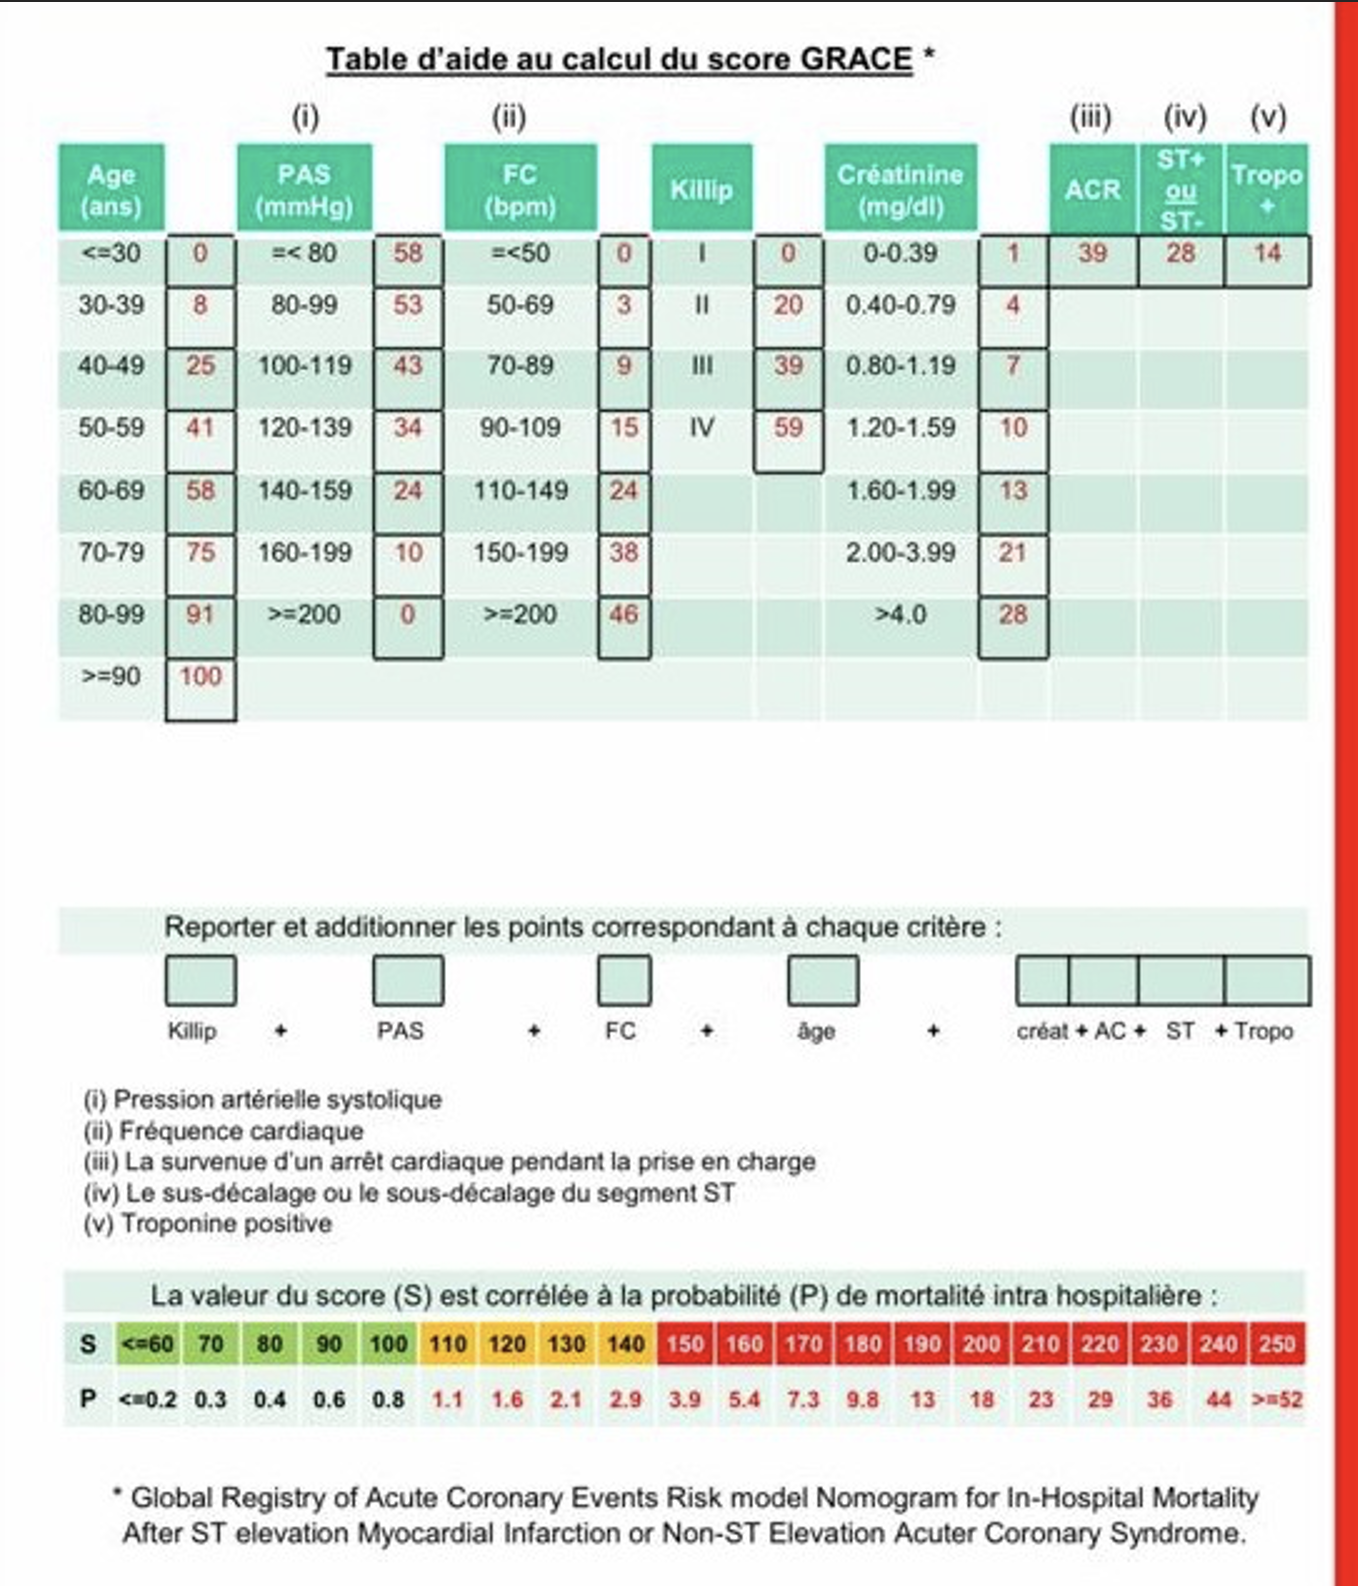 Table d'aide au calcul du score GRACE *
(i) (ii) (iii) (iv) (v)
Age (ans) PAS (mmHg) FC (bpm) Killip Créatinine (mg/dl) ACR ST+ ou ST- Tropo +
<=30 0 =< 80 58 =<50 0 I 0 0-0.39 1 39 28 14
30-39 8 80-99 53 50-69 3 II 20 0.40-0.79 4
40-49 25 100-119 43 70-89 9 III 39 0.80-1.19 7
50-59 41 120-139 34 90-109 15 IV 59 1.20-1.59 10
60-69 58 140-159 24 110-149 24 1.60-1.99 13
70-79 75 160-199 10 150-199 38 2.00-3.99 21
80-99 91 >=200 0 >=200 46 >4.0 28
>=90 100
Reporter et additionner les points correspondant à chaque critère :
Killip + PAS + FC + âge + créat + AC + ST + Tropo
(i) Pression artérielle systolique
(ii) Fréquence cardiaque
(iii) La survenue d'un arrêt cardiaque pendant la prise en charge
(iv) Le sus-décalage ou le sous-décalage du segment ST
(v) Troponine positive
La valeur du score (S) est corrélée à la probabilité (P) de mortalité intra hospitalière :
S <=60 70 80 90 100 110 120 130 140 150 160 170 180 190 200 210 220 230 240 250
P <=0.2 0.3 0.4 0.6 0.8 1.1 1.6 2.1 2.9 3.9 5.4 7.3 9.8 13 18 23 29 36 44 >=52
* Global Registry of Acute Coronary Events Risk model Nomogram for In-Hospital Mortality
After ST elevation Myocardial Infarction or Non-ST Elevation Acuter Coronary Syndrome.